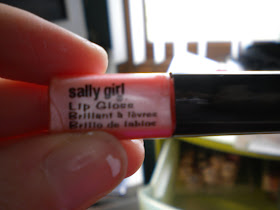 sally girl
Lip Gloss
Brillant à lèvres
Brillo de labios